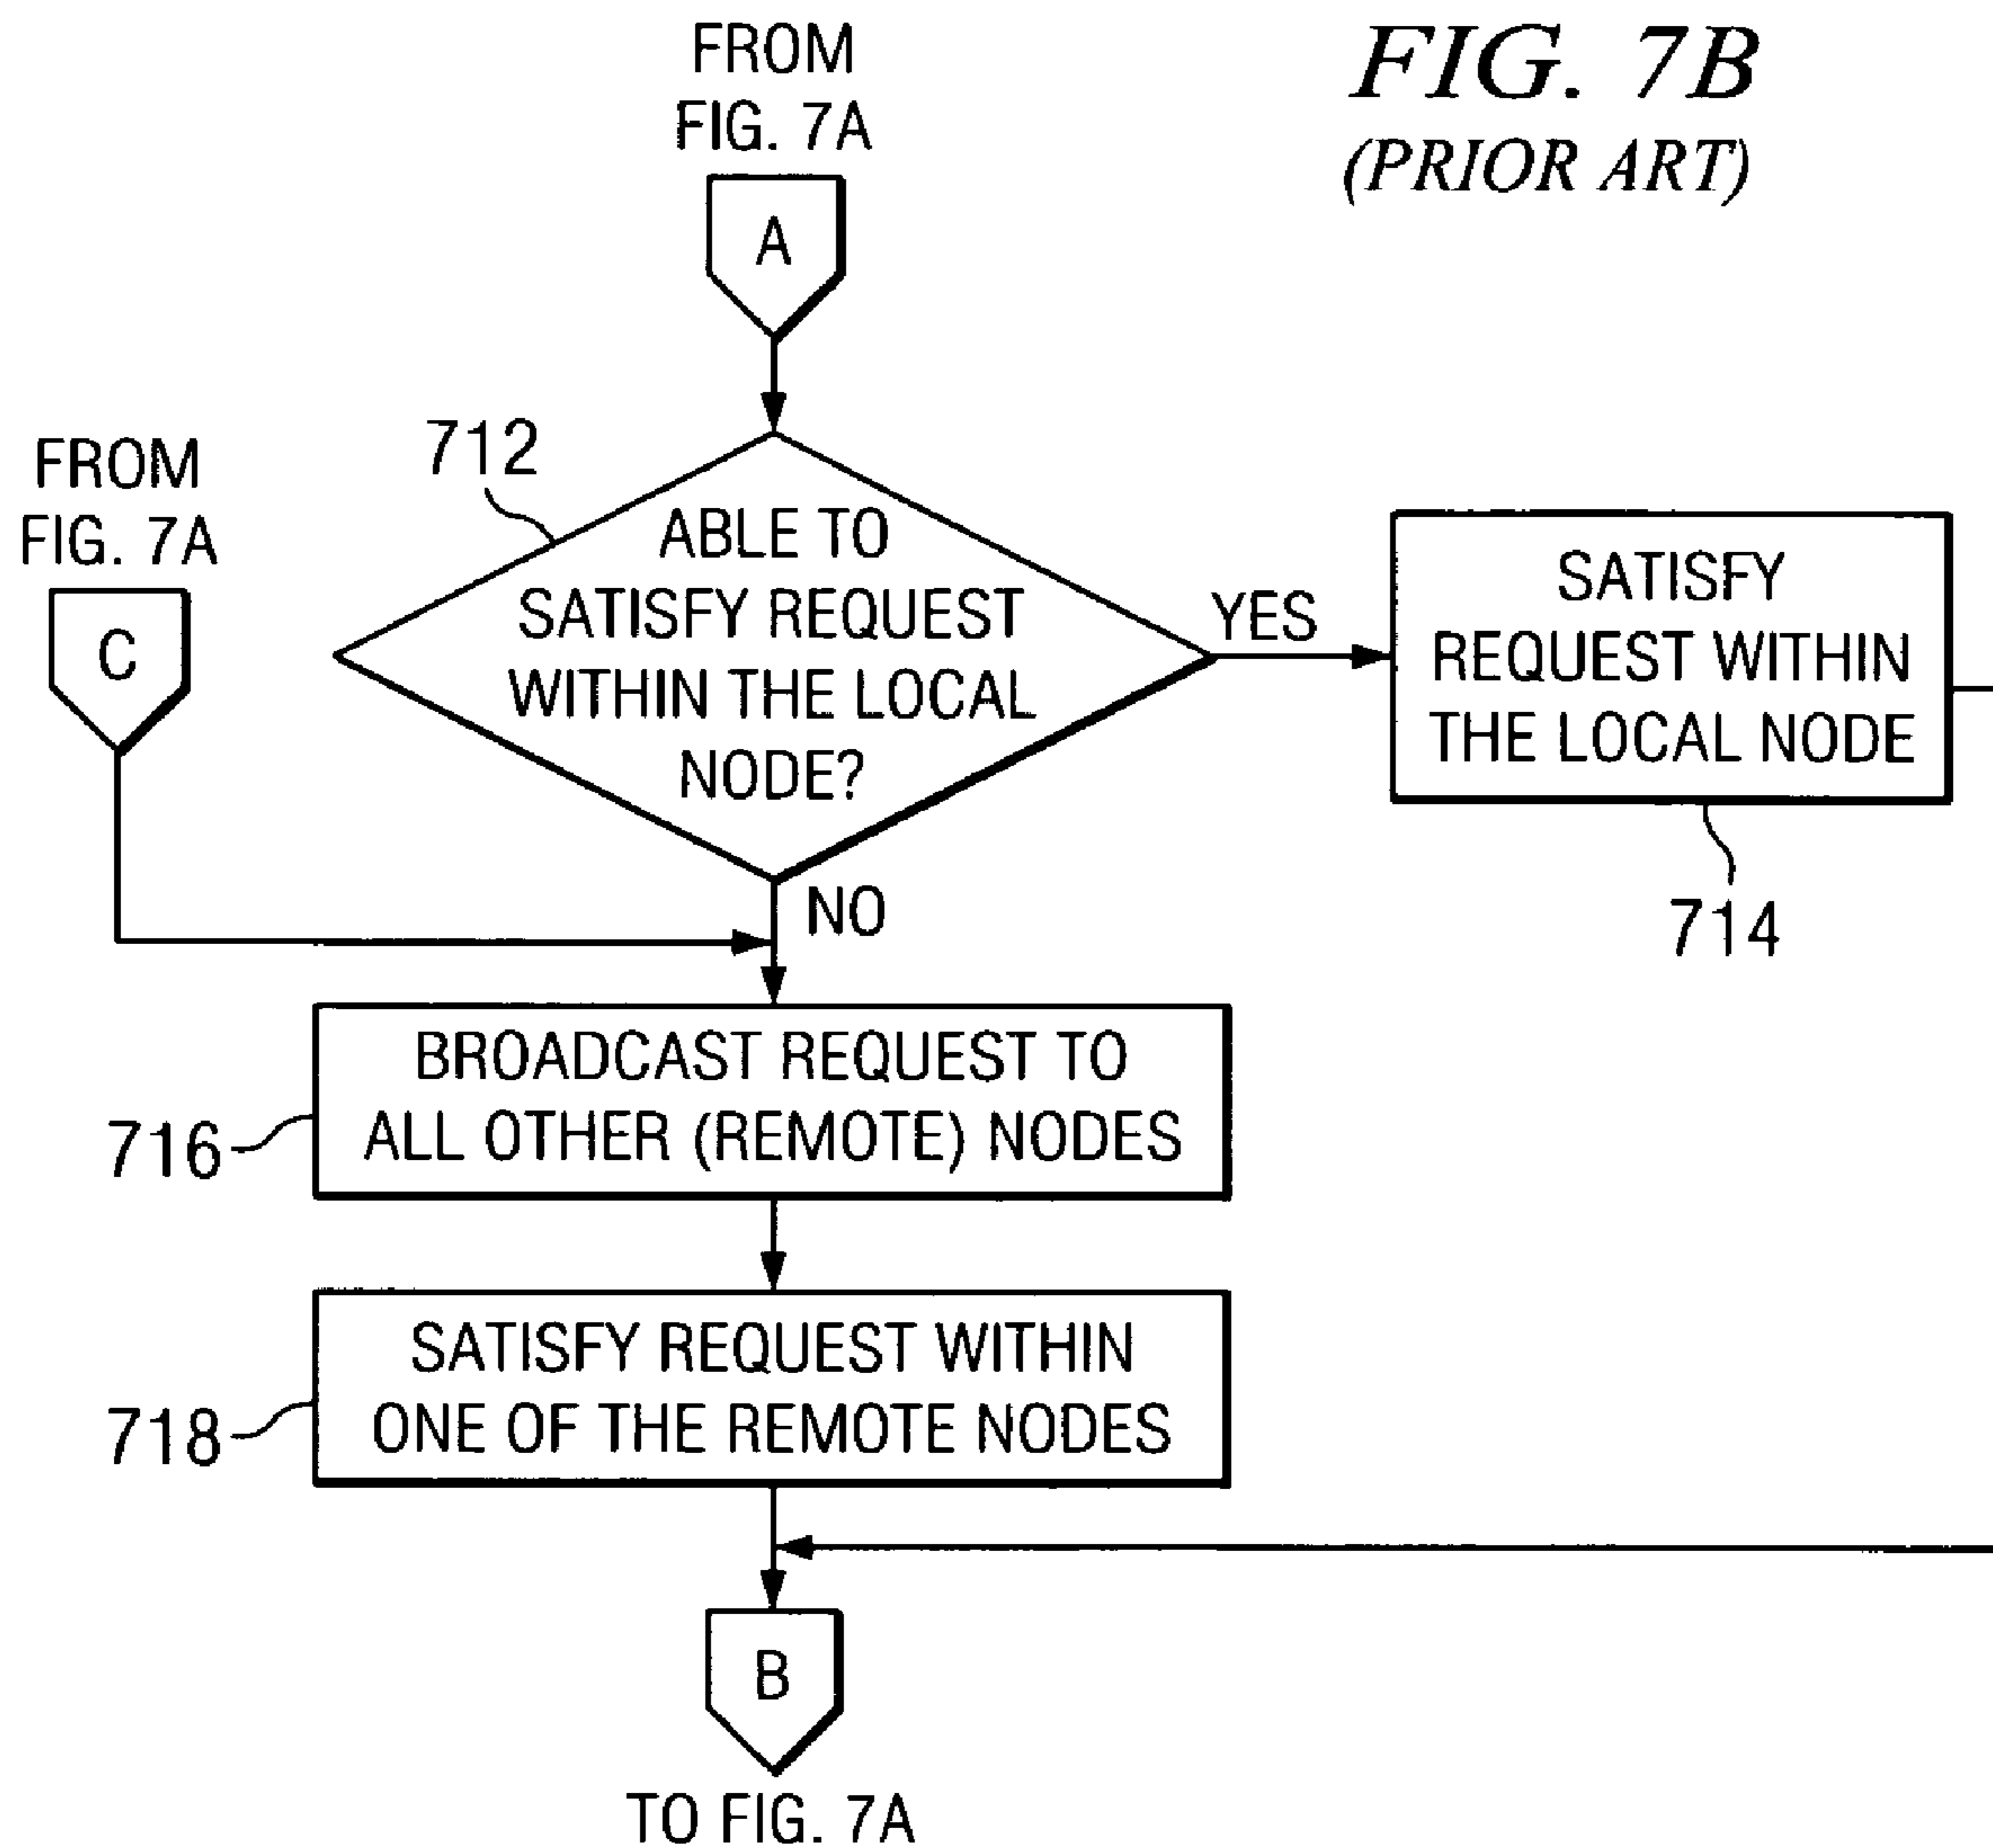 FIG. 7B
(PRIOR ART)
FROM
FIG. 7A
A
712
ABLE TO
SATISFY REQUEST
WITHIN THE LOCAL
NODE?
YES
SATISFY
REQUEST WITHIN
THE LOCAL NODE
714
FROM
FIG. 7A
C
NO
BROADCAST REQUEST TO
ALL OTHER (REMOTE) NODES
716
SATISFY REQUEST WITHIN
ONE OF THE REMOTE NODES
718
B
TO FIG. 7A